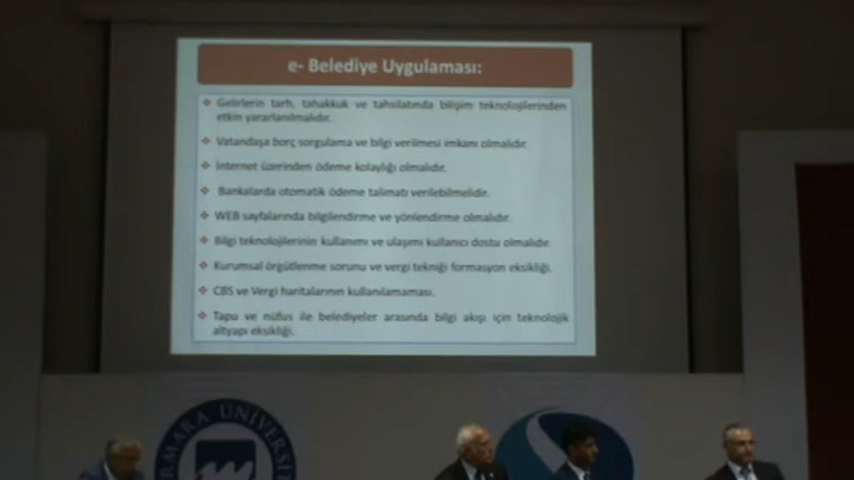 e- Belediye Uygulaması:
❖ Gelirlerin tarh, tahakkuk ve tahsilatında bilişim teknolojilerinden
etkin yararlanılmalıdır.
❖ Vatandaşa borç sorgulama ve bilgi verilmesi imkanı olmalıdır.
❖ İnternet üzerinden ödeme kolaylığı olmalıdır.
❖ Bankalarda otomatik ödeme talimatı verilebilmelidir.
❖ WEB sayfalarında bilgilendirme ve yönlendirme olmalıdır.
❖ Bilgi teknolojilerinin kullanımı ve ulaşımı kullanıcı dostu olmalıdır.
❖ Kurumsal örgütlenme sorunu ve vergi tekniği formasyon eksikliği.
❖ CBS ve Vergi haritalarının kullanılamaması.
❖ Tapu ve nüfus ile belediyeler arasında bilgi akışı için teknolojik
altyapı eksikliği.
ARMARA ÜNİVERSİT